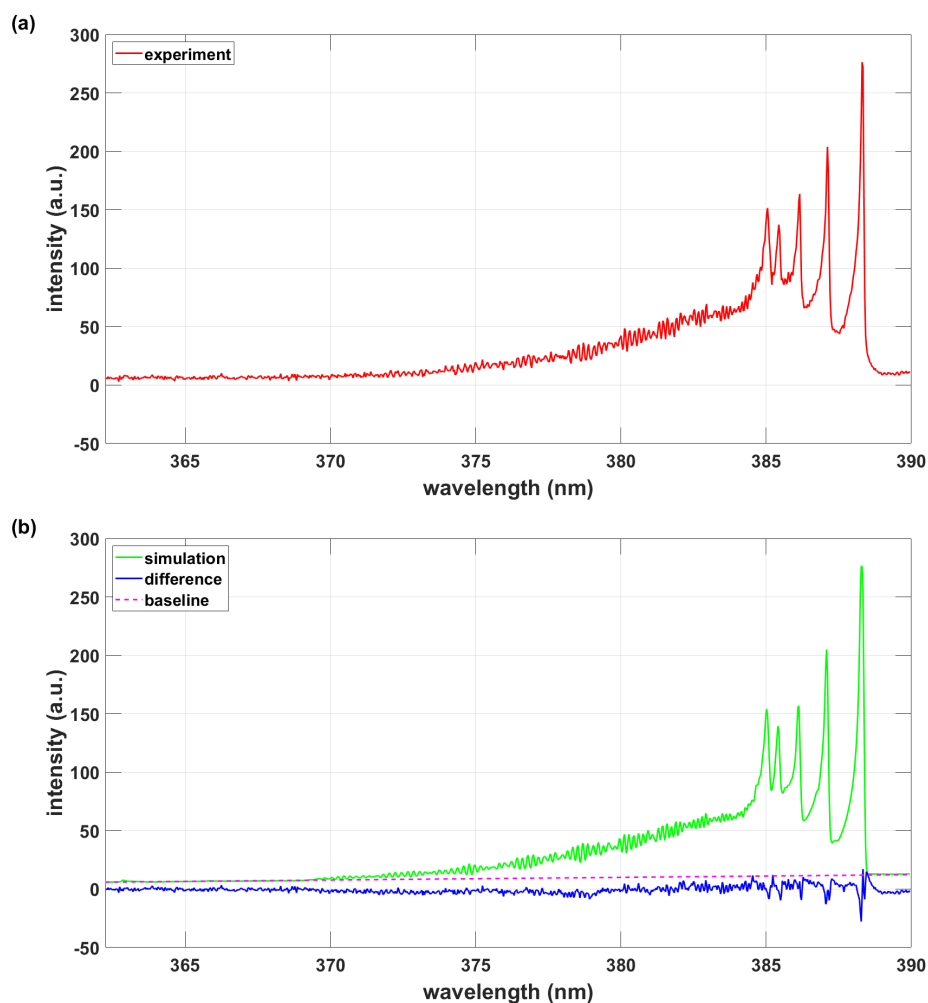 (a)
300
250
200
150
100
50
0
-50
intensity (a.u.)
experiment
365 370 375 380 385 390
wavelength (nm)
(b)
300
250
200
150
100
50
0
-50
intensity (a.u.)
simulation
difference
baseline
365 370 375 380 385 390
wavelength (nm)